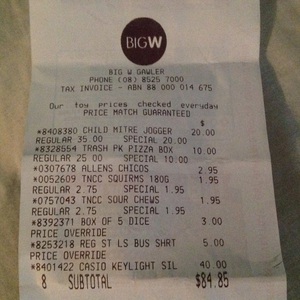 BIG W
BIG W GAWLER
PHONE (08) 8525 7000
TAX INVOICE - ABN 88 000 014 675
Our toy prices checked everyday
PRICE MATCH GUARANTEED
$
*8408380 CHILD MITRE JOGGER 20.00
REGULAR 35.00 SPECIAL 20.00
*8328554 TRASH PK PIZZA BOX 10.00
REGULAR 25.00 SPECIAL 10.00
*0307678 ALLENS CHICOS 2.95
*0052609 TNCC SQUIRMS 180G 1.95
REGULAR 2.75 SPECIAL 1.95
*0757043 TNCC SOUR CHEWS 1.95
REGULAR 2.75 SPECIAL 1.95
*8392371 BOX OF 5 DICE 3.00
PRICE OVERRIDE
*8253218 REG ST LS BUS SHRT 5.00
PRICE OVERRIDE
*8401422 CASIO KEYLIGHT SIL 40.00
8 SUBTOTAL $84.85